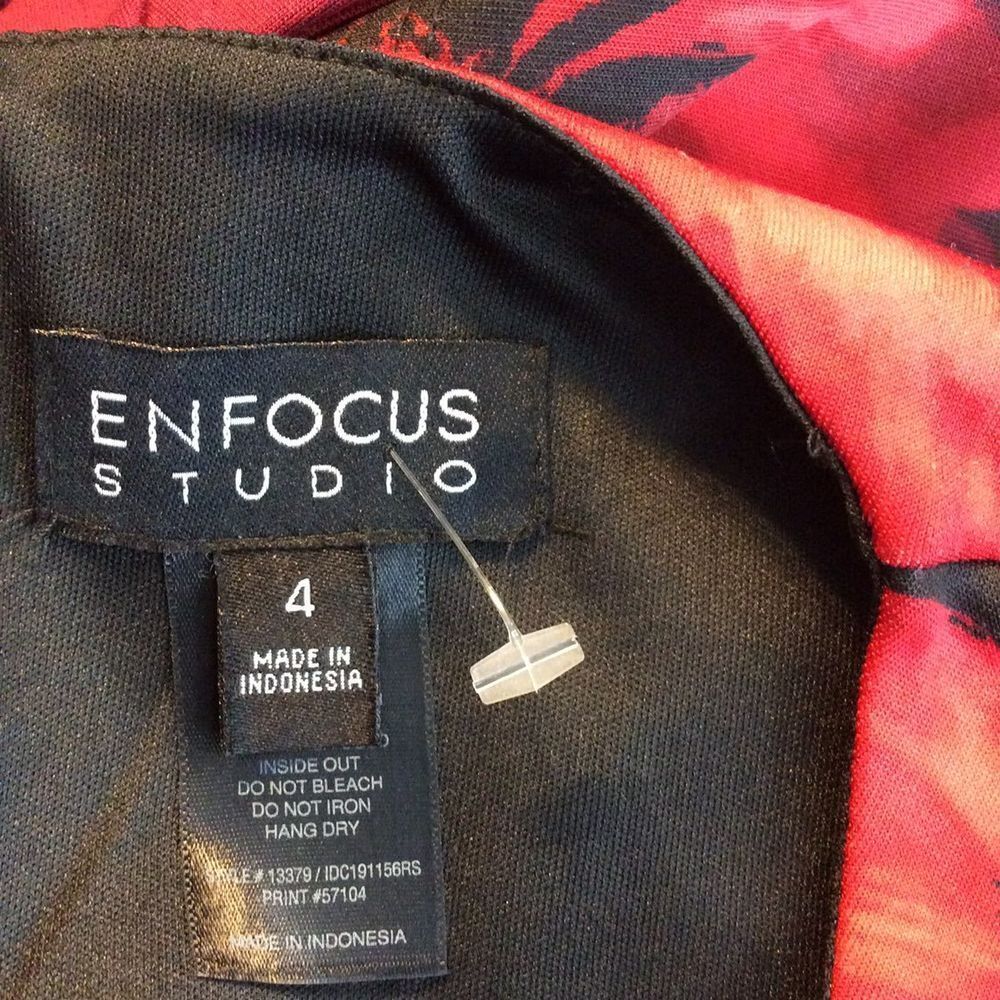 ENFOCUS
STUDIO
4
MADE IN
INDONESIA
INSIDE OUT
DO NOT BLEACH
DO NOT IRON
HANG DRY
STYLE # 13379 / IDC191156RS
PRINT #57104
MADE IN INDONESIA